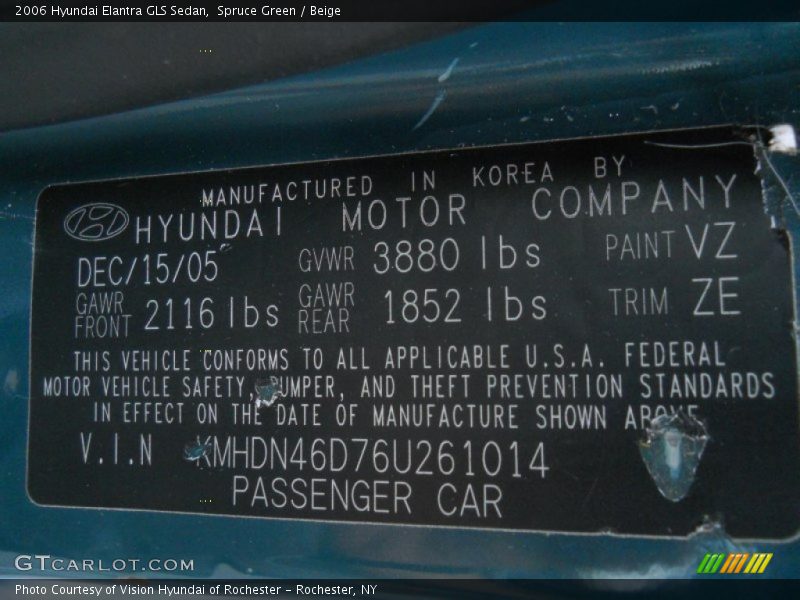 2006 Hyundai Elantra GLS Sedan,  Spruce Green / Beige
MANUFACTURED IN KOREA BY
HYUNDAI MOTOR COMPANY
DEC/15/05 GVWR 3880 lbs PAINT VZ
GAWR FRONT 2116 lbs GAWR REAR 1852 lbs TRIM ZE
THIS VEHICLE CONFORMS TO ALL APPLICABLE U.S.A. FEDERAL
MOTOR VEHICLE SAFETY, BUMPER, AND THEFT PREVENTION STANDARDS
IN EFFECT ON THE DATE OF MANUFACTURE SHOWN ABOVE
V.I.N KMHDN46D76U261014
PASSENGER CAR
GTCARLOT.COM
Photo Courtesy of Vision Hyundai of Rochester – Rochester, NY